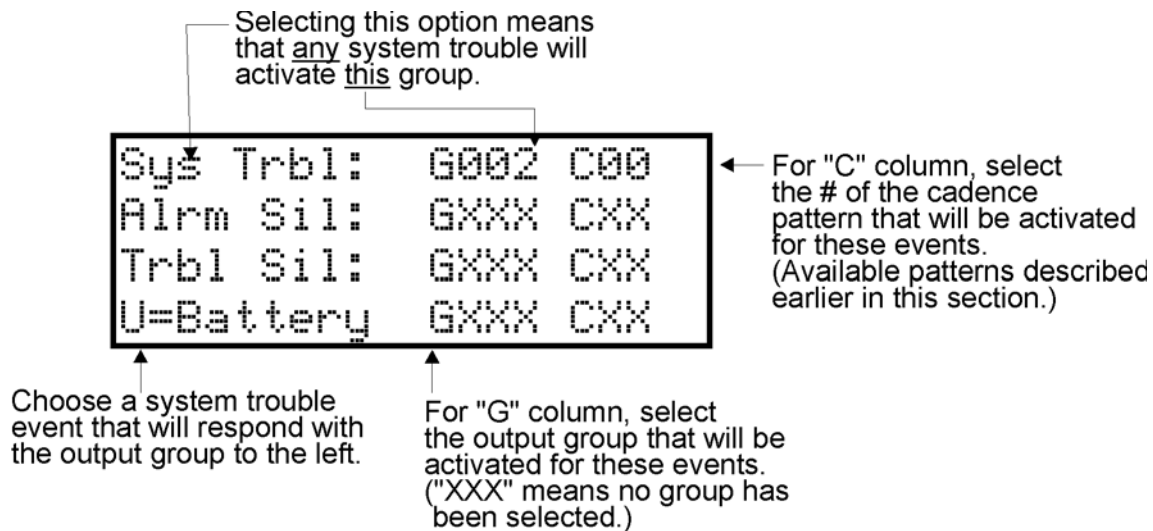 Selecting this option means
that any system trouble will
activate this group.
Sys Trbl: G002 C00
Alrm Sil: GXXX CXX
Trbl Sil: GXXX CXX
U=Battery GXXX CXX
For "C" column, select
the # of the cadence
pattern that will be activated
for these events.
(Available patterns described
earlier in this section.)
Choose a system trouble
event that will respond with
the output group to the left.
For "G" column, select
the output group that will be
activated for these events.
("XXX" means no group has
been selected.)